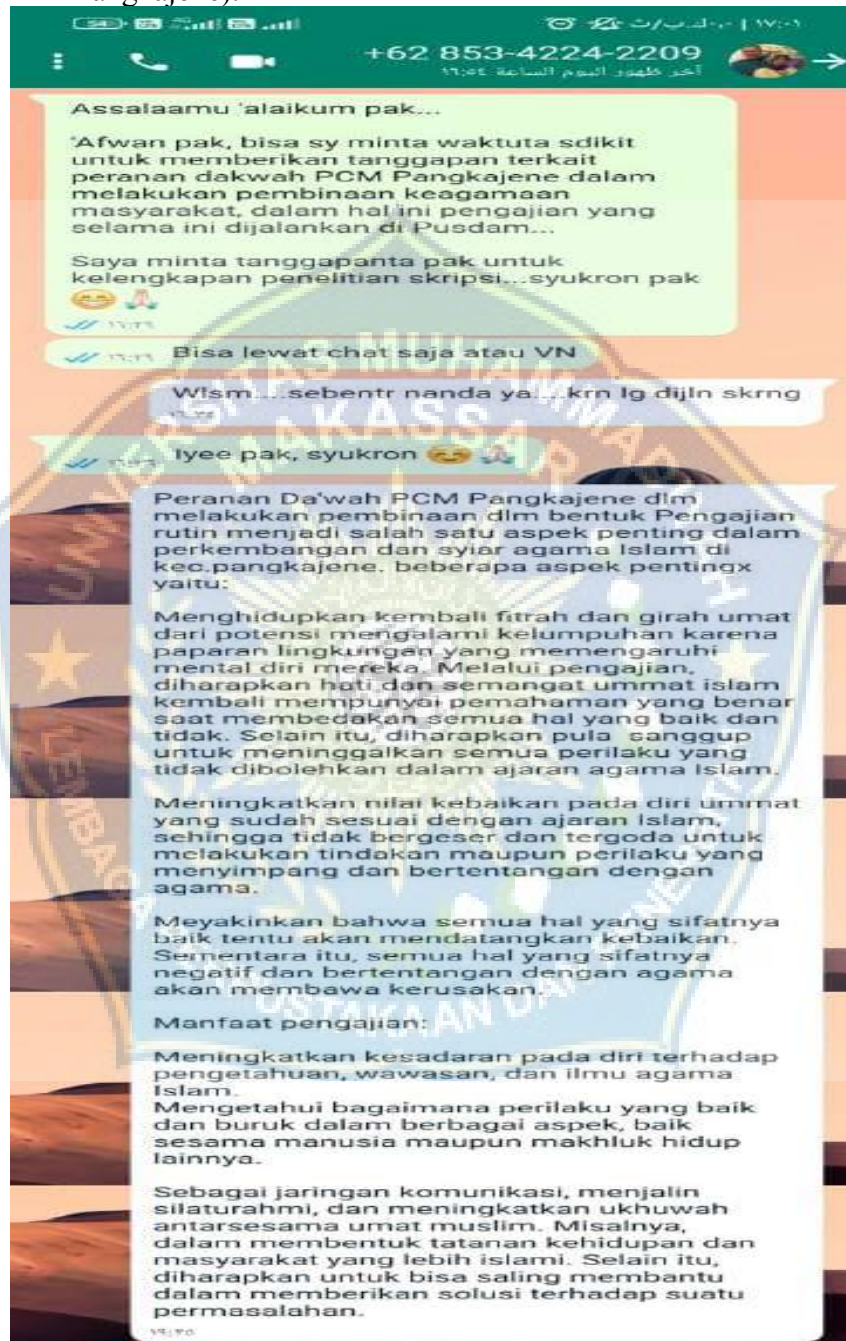 +62 853-4224-2209
آخر ظهور اليوم الساعة ١٦:٥٤
Assalaamu 'alaikum pak...
'Afwan pak, bisa sy minta waktuta sdikit
untuk memberikan tanggapan terkait
peranan dakwah PCM Pangkajene dalam
melakukan pembinaan keagamaan
masyarakat, dalam hal ini pengajian yang
selama ini dijalankan di Pusdam...
Saya minta tanggapanta pak untuk
kelengkapan penelitian skripsi...syukron pak
😁🙏
Bisa lewat chat saja atau VN
Wlsm....sebentr nanda ya....krn lg dijln skrng
Iyee pak, syukron 😊🙏
Peranan Da'wah PCM Pangkajene dlm
melakukan pembinaan dlm bentuk Pengajian
rutin menjadi salah satu aspek penting dalam
perkembangan dan syiar agama Islam di
kec.pangkajene. beberapa aspek pentingx
yaitu:
Menghidupkan kembali fitrah dan girah umat
dari potensi mengalami kelumpuhan karena
paparan lingkungan yang memengaruhi
mental diri mereka. Melalui pengajian,
diharapkan hati dan semangat ummat islam
kembali mempunyai pemahaman yang benar
saat membedakan semua hal yang baik dan
tidak. Selain itu, diharapkan pula sanggup
untuk meninggalkan semua perilaku yang
tidak dibolehkan dalam ajaran agama Islam.
Meningkatkan nilai kebaikan pada diri ummat
yang sudah sesuai dengan ajaran Islam,
sehingga tidak bergeser dan tergoda untuk
melakukan tindakan maupun perilaku yang
menyimpang dan bertentangan dengan
agama.
Meyakinkan bahwa semua hal yang sifatnya
baik tentu akan mendatangkan kebaikan.
Sementara itu, semua hal yang sifatnya
negatif dan bertentangan dengan agama
akan membawa kerusakan.
Manfaat pengajian:
Meningkatkan kesadaran pada diri terhadap
pengetahuan, wawasan, dan ilmu agama
Islam.
Mengetahui bagaimana perilaku yang baik
dan buruk dalam berbagai aspek, baik
sesama manusia maupun makhluk hidup
lainnya.
Sebagai jaringan komunikasi, menjalin
silaturahmi, dan meningkatkan ukhuwah
antarsesama umat muslim. Misalnya,
dalam membentuk tatanan kehidupan dan
masyarakat yang lebih islami. Selain itu,
diharapkan untuk bisa saling membantu
dalam memberikan solusi terhadap suatu
permasalahan.
UNIVERSITAS MUHAMMADIYAH
MAKASSAR